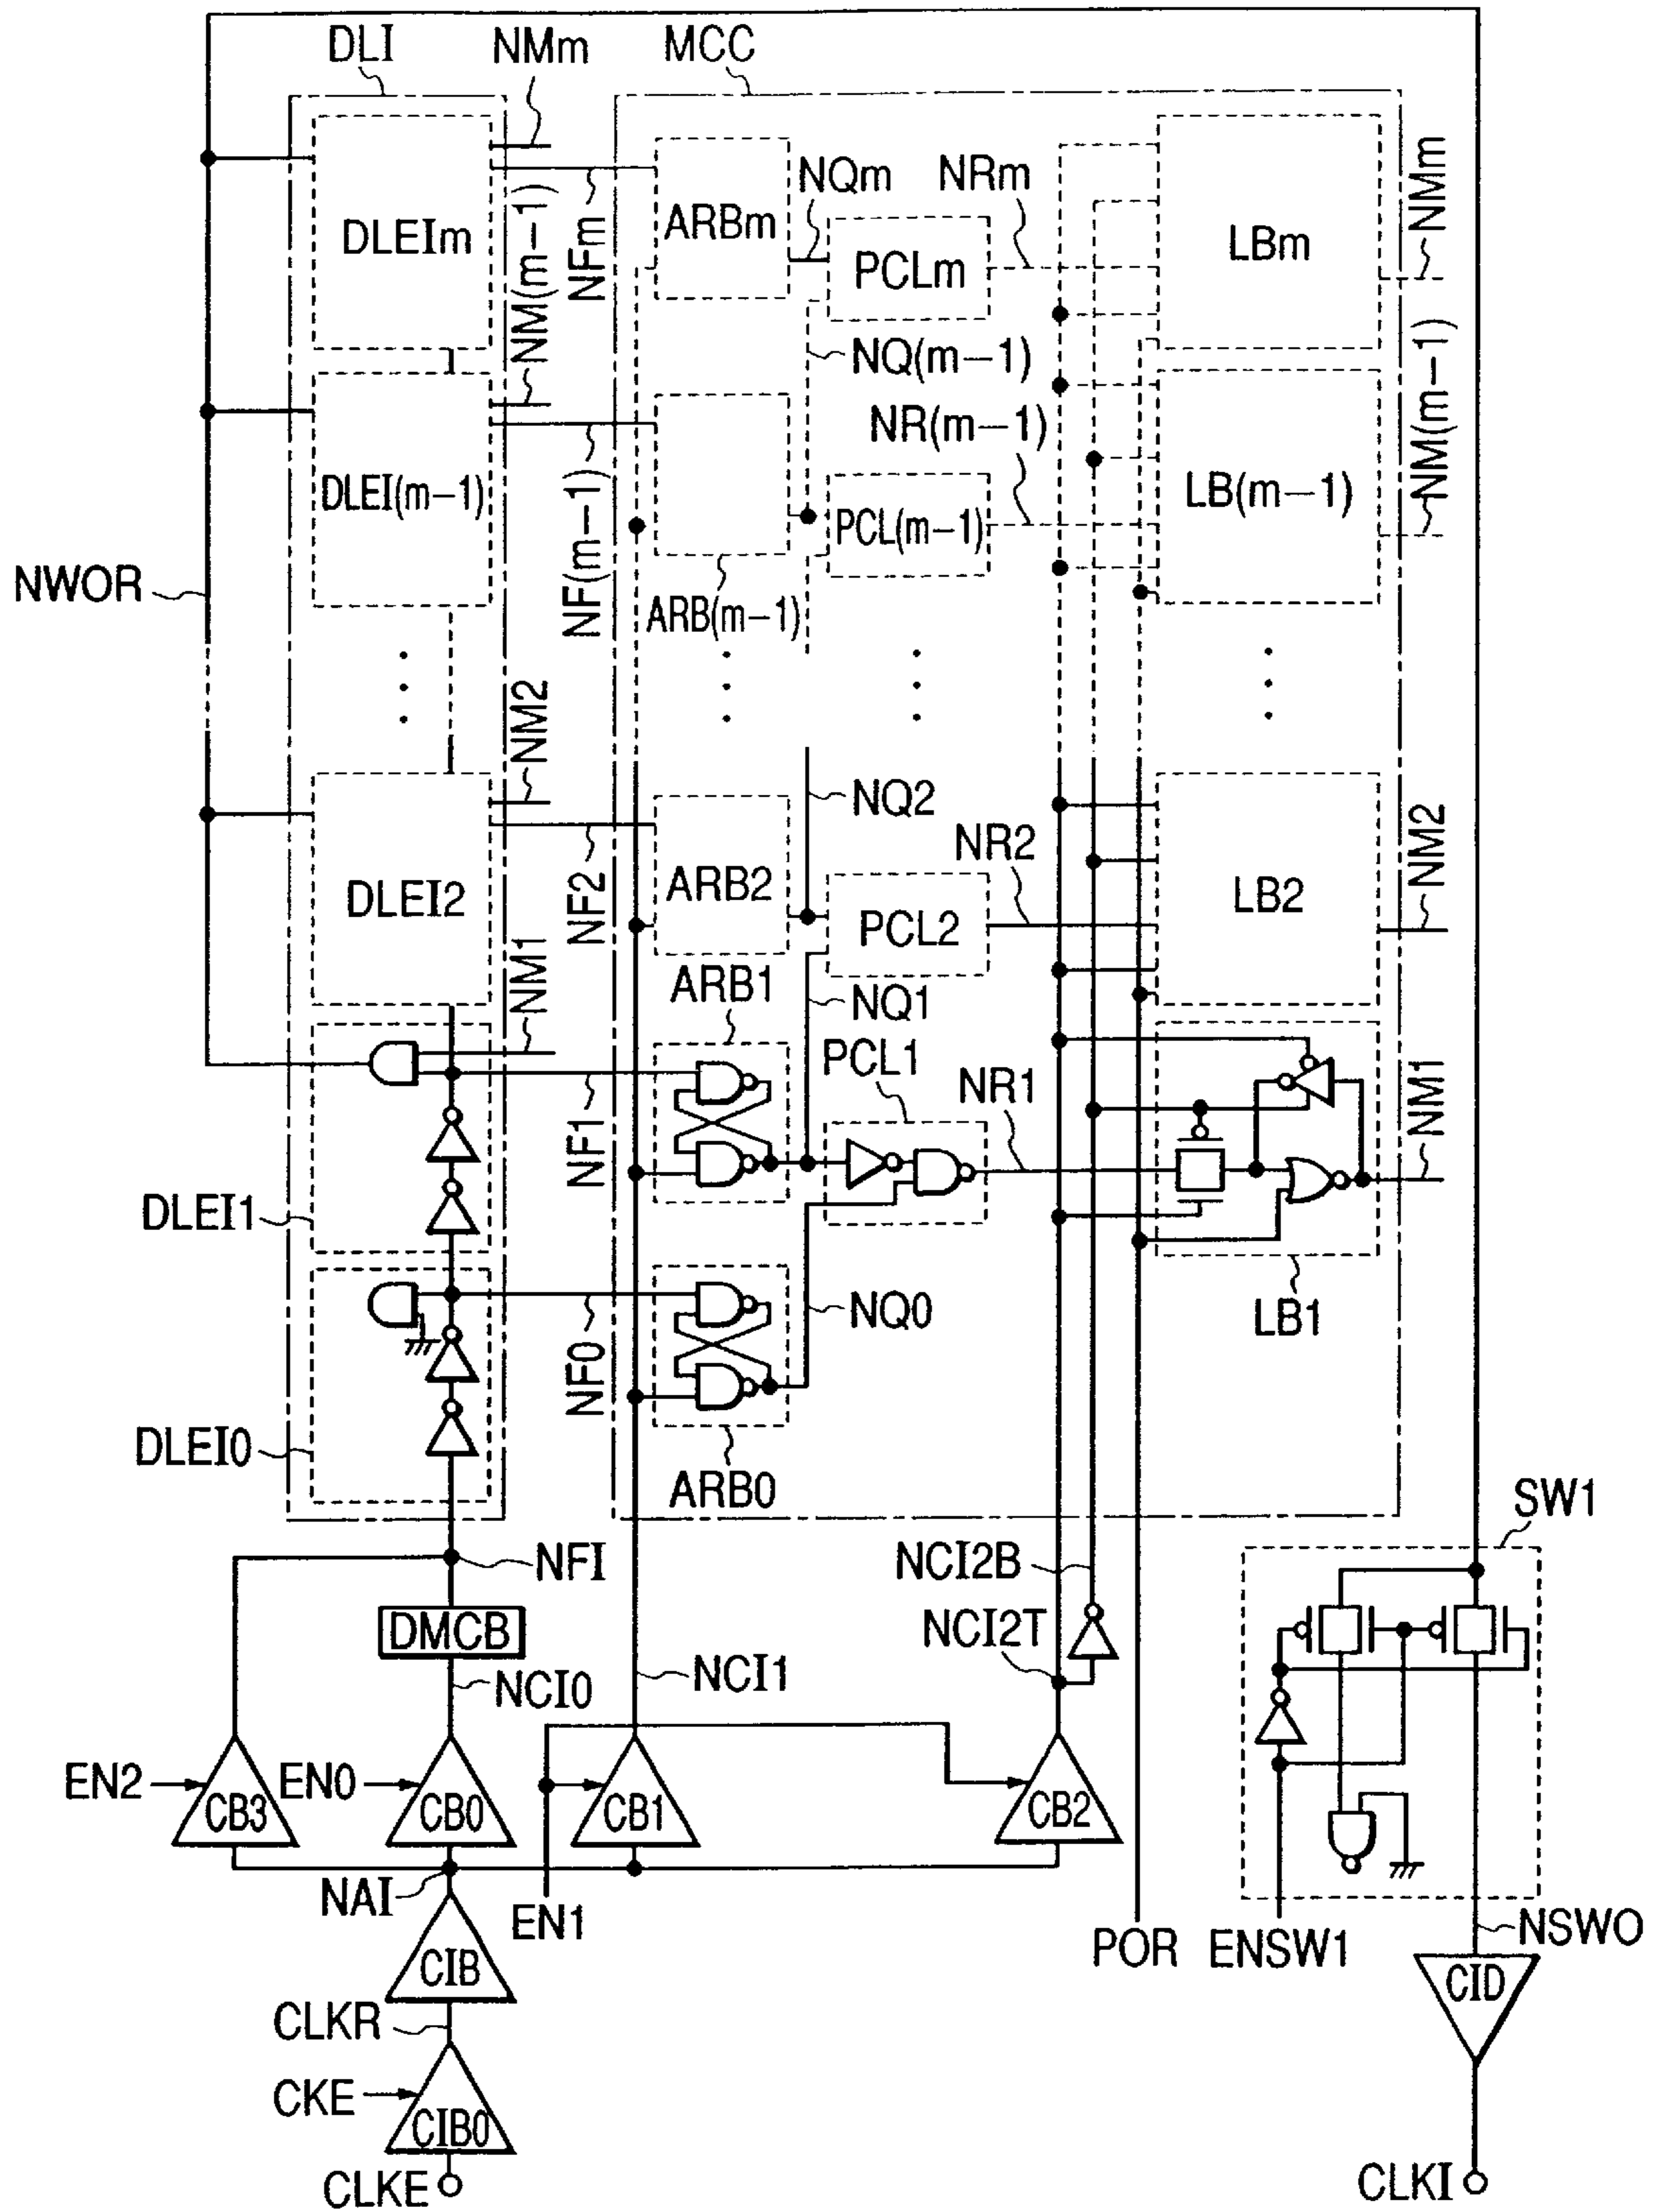 DLI
NMm
MCC
DLEIm
NFm
NM(m−1)
ARBm
NQm
NRm
PCLm
LBm
NMm
NQ(m−1)
NR(m−1)
DLEI(m−1)
NF(m−1)
PCL(m−1)
LB(m−1)
NM(m−1)
NWOR
ARB(m−1)
NM2
NQ2
DLEI2
NF2
ARB2
NR2
PCL2
LB2
NM2
NM1
ARB1
NQ1
PCL1
NR1
NM1
NF1
DLEI1
NQ0
LB1
NF0
DLEI0
ARB0
SW1
NFI
NCI2B
DMCB
NCI2T
NCI0
NCI1
EN2
EN0
CB3
CB0
CB1
CB2
NAI
EN1
POR
ENSW1
NSWO
CIB
CID
CLKR
CKE
CIB0
CLKE
CLKI